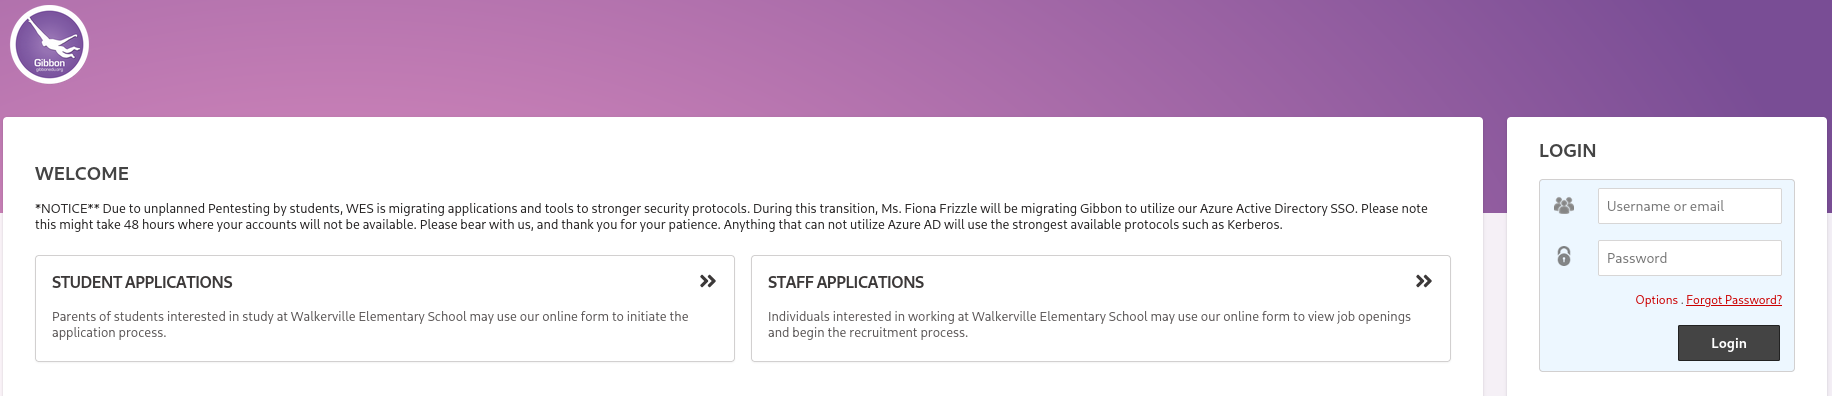 Gibbon
gibbonedu.org
WELCOME
*NOTICE** Due to unplanned Pentesting by students, WES is migrating applications and tools to stronger security protocols. During this transition, Ms. Fiona Frizzle will be migrating Gibbon to utilize our Azure Active Directory SSO. Please note
this might take 48 hours where your accounts will not be available. Please bear with us, and thank you for your patience. Anything that can not utilize Azure AD will use the strongest available protocols such as Kerberos.
STUDENT APPLICATIONS
Parents of students interested in study at Walkerville Elementary School may use our online form to initiate the
application process.
STAFF APPLICATIONS
Individuals interested in working at Walkerville Elementary School may use our online form to view job openings
and begin the recruitment process.
LOGIN
Username or email
Password
Options . Forgot Password?
Login